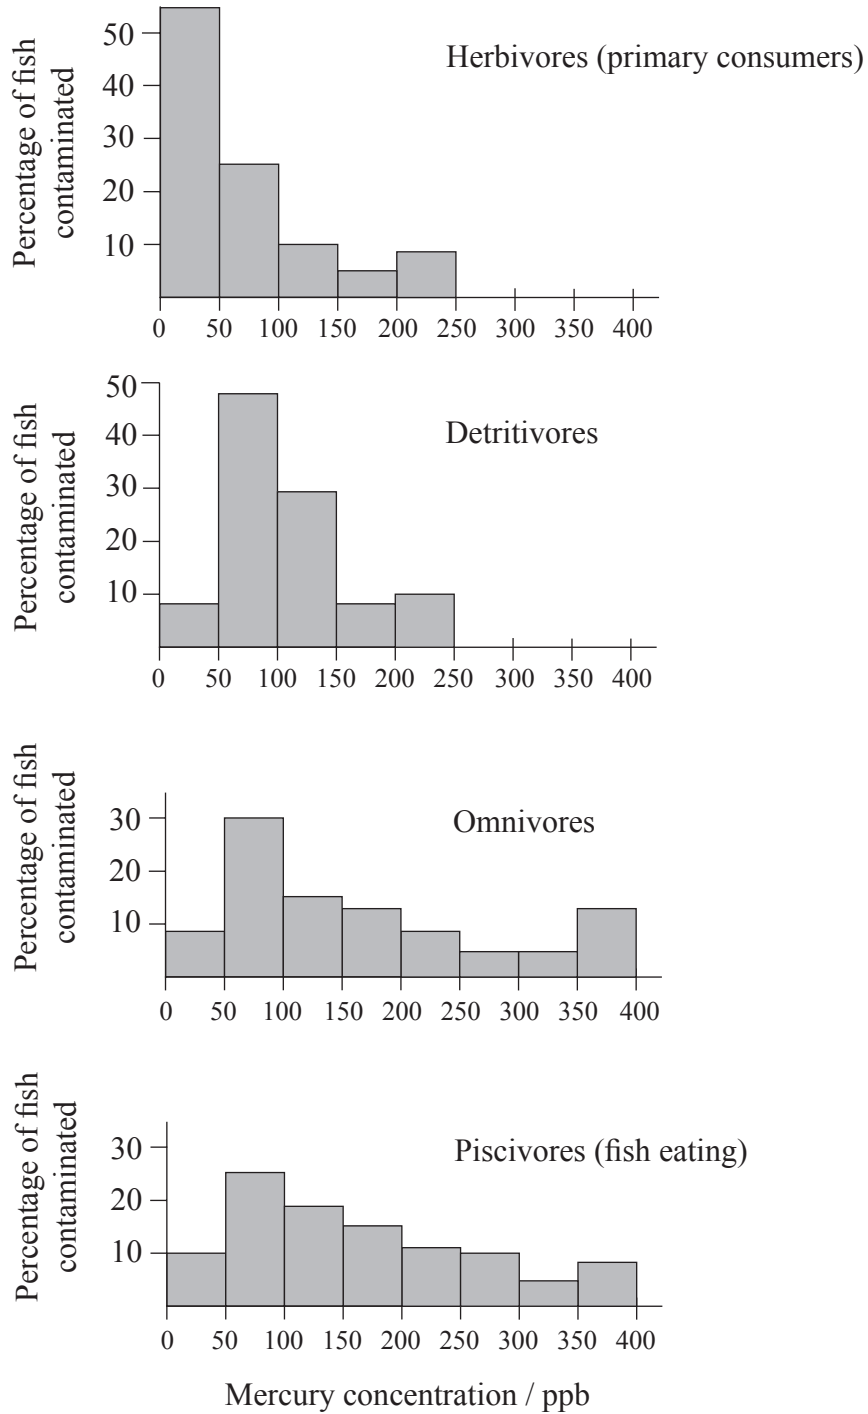 Percentage of fish
contaminated
50
40
30
20
10
Herbivores (primary consumers)
0 50 100 150 200 250 300 350 400
Percentage of fish
contaminated
50
40
30
20
10
Detritivores
0 50 100 150 200 250 300 350 400
Percentage of fish
contaminated
30
20
10
Omnivores
0 50 100 150 200 250 300 350 400
Percentage of fish
contaminated
30
20
10
Piscivores (fish eating)
0 50 100 150 200 250 300 350 400
Mercury concentration / ppb